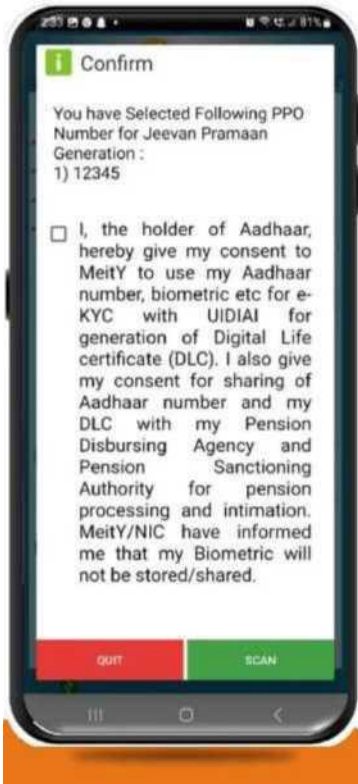 2:33 81%
i Confirm
You have Selected Following PPO
Number for Jeevan Pramaan
Generation :
1) 12345
I, the holder of Aadhaar,
hereby give my consent to
MeitY to use my Aadhaar
number, biometric etc for e-
KYC with UIDIAI for
generation of Digital Life
certificate (DLC). I also give
my consent for sharing of
Aadhaar number and my
DLC with my Pension
Disbursing Agency and
Pension Sanctioning
Authority for pension
processing and intimation.
MeitY/NIC have informed
me that my Biometric will
not be stored/shared.
QUIT SCAN